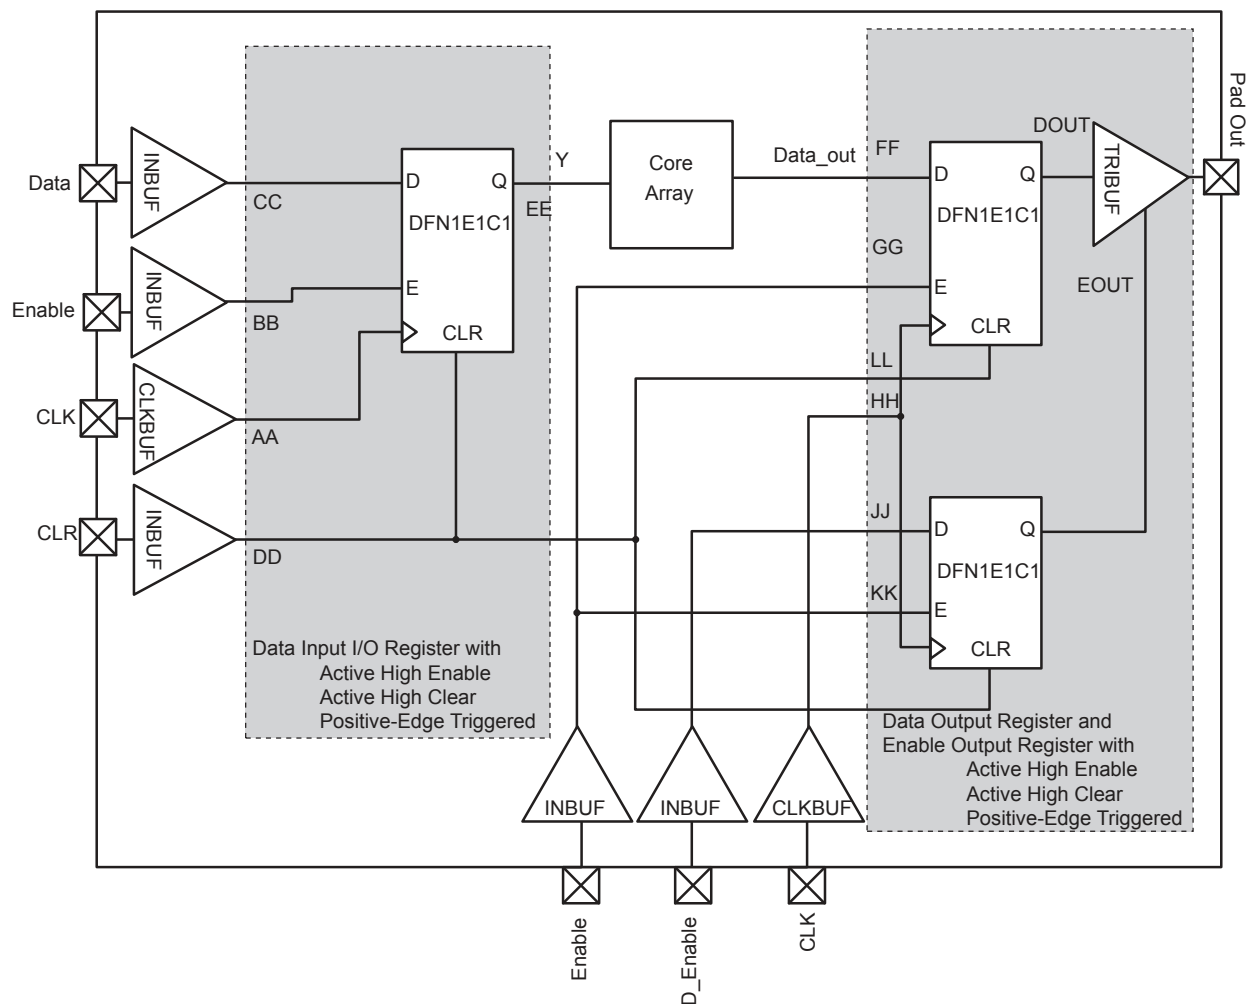 Data
INBUF
CC
D
Q
DFN1E1C1
E
CLR
Y
EE
Core
Array
Data_out
FF
D
Q
DFN1E1C1
GG
E
CLR
DOUT
TRIBUF
Pad Out
EOUT
Enable
INBUF
BB
CLK
CLKBUF
AA
CLR
INBUF
DD
LL
HH
JJ
D
Q
DFN1E1C1
KK
E
CLR
Data Input I/O Register with
Active High Enable
Active High Clear
Positive-Edge Triggered
Data Output Register and
Enable Output Register with
Active High Enable
Active High Clear
Positive-Edge Triggered
INBUF
INBUF
CLKBUF
Enable
D_Enable
CLK